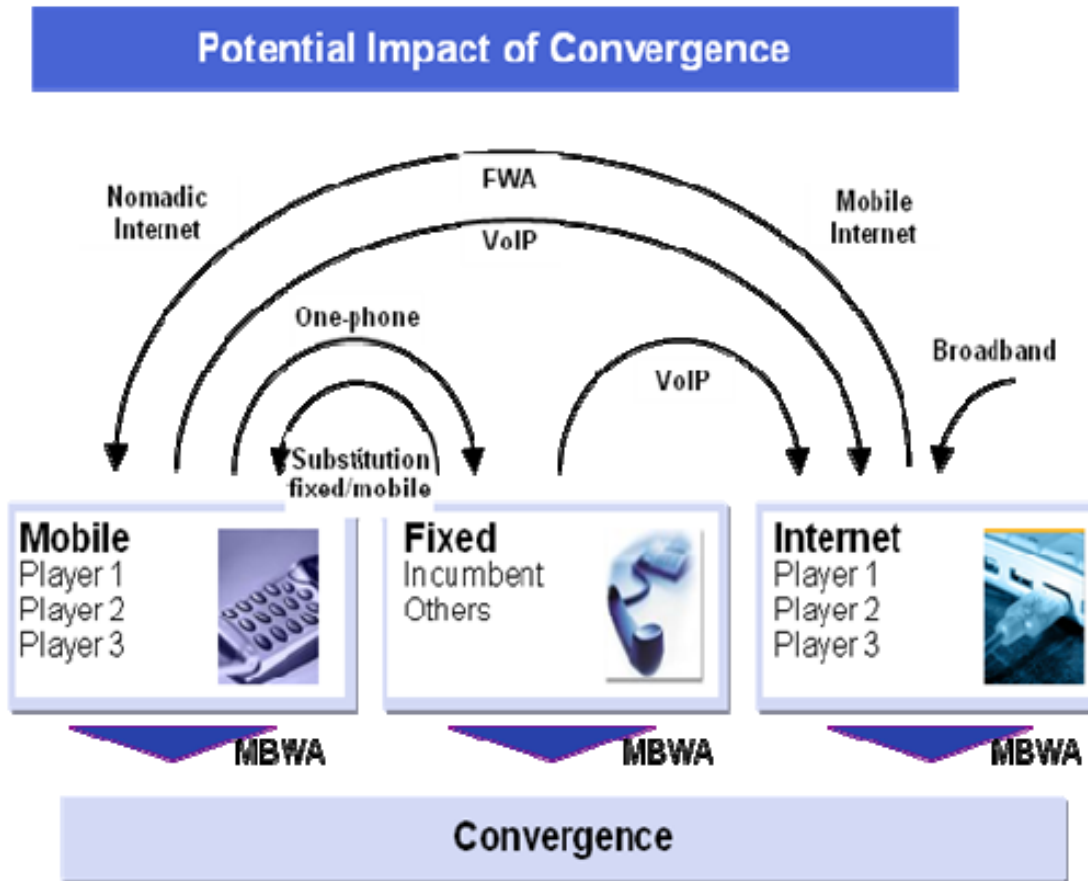 Potential Impact of Convergence
FWA
Nomadic
Internet
Mobile
Internet
VoIP
One-phone
Broadband
VoIP
Substitution
fixed/mobile
Mobile
Player 1
Player 2
Player 3
Fixed
Incumbent
Others
Internet
Player 1
Player 2
Player 3
MBWA
MBWA
MBWA
Convergence